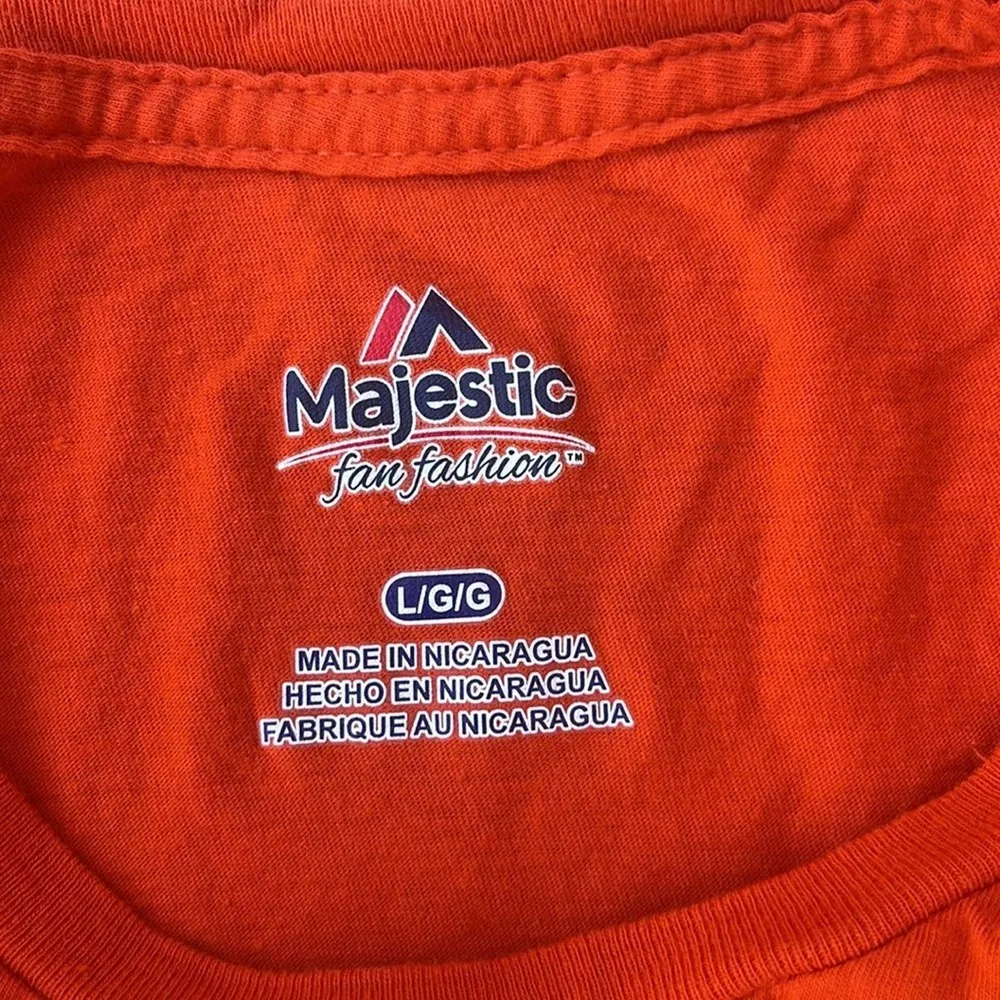 Majestic
fan fashion™
L/G/G
MADE IN NICARAGUA
HECHO EN NICARAGUA
FABRIQUE AU NICARAGUA